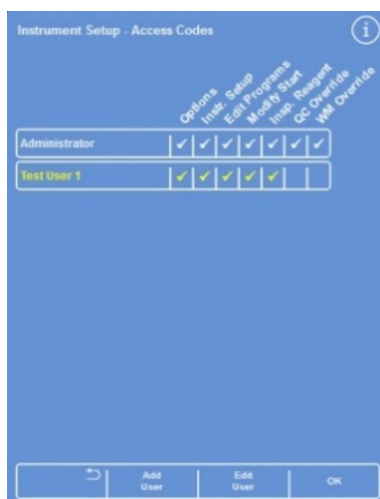 Instrument Setup - Access Codes
i
Options
Instr. Setup
Edit Programs
Modify Start
Insp. Reagent
QC Override
WM Override
Administrator ✓ ✓ ✓ ✓ ✓ ✓ ✓
Test User 1 ✓ ✓ ✓ ✓ ✓
Add User
Edit User
OK